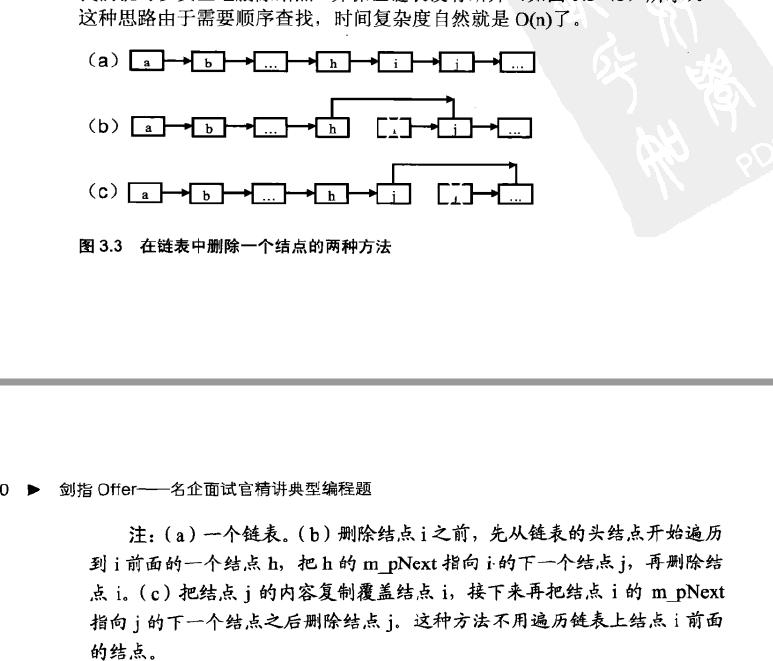 这种思路由于需要顺序查找，时间复杂度自然就是 O(n)了。
（a） a b … h i j …
（b） a b … h j …
（c） a b … h j …
图 3.3 在链表中删除一个结点的两种方法
0 ▶ 剑指 Offer——名企面试官精讲典型编程题
注：（a）一个链表。（b）删除结点 i 之前，先从链表的头结点开始遍历
到 i 前面的一个结点 h，把 h 的 m_pNext 指向 i 的下一个结点 j，再删除结
点 i。（c）把结点 j 的内容复制覆盖结点 i，接下来再把结点 i 的 m_pNext
指向 j 的下一个结点之后删除结点 j。这种方法不用遍历链表上结点 i 前面
的结点。
PD